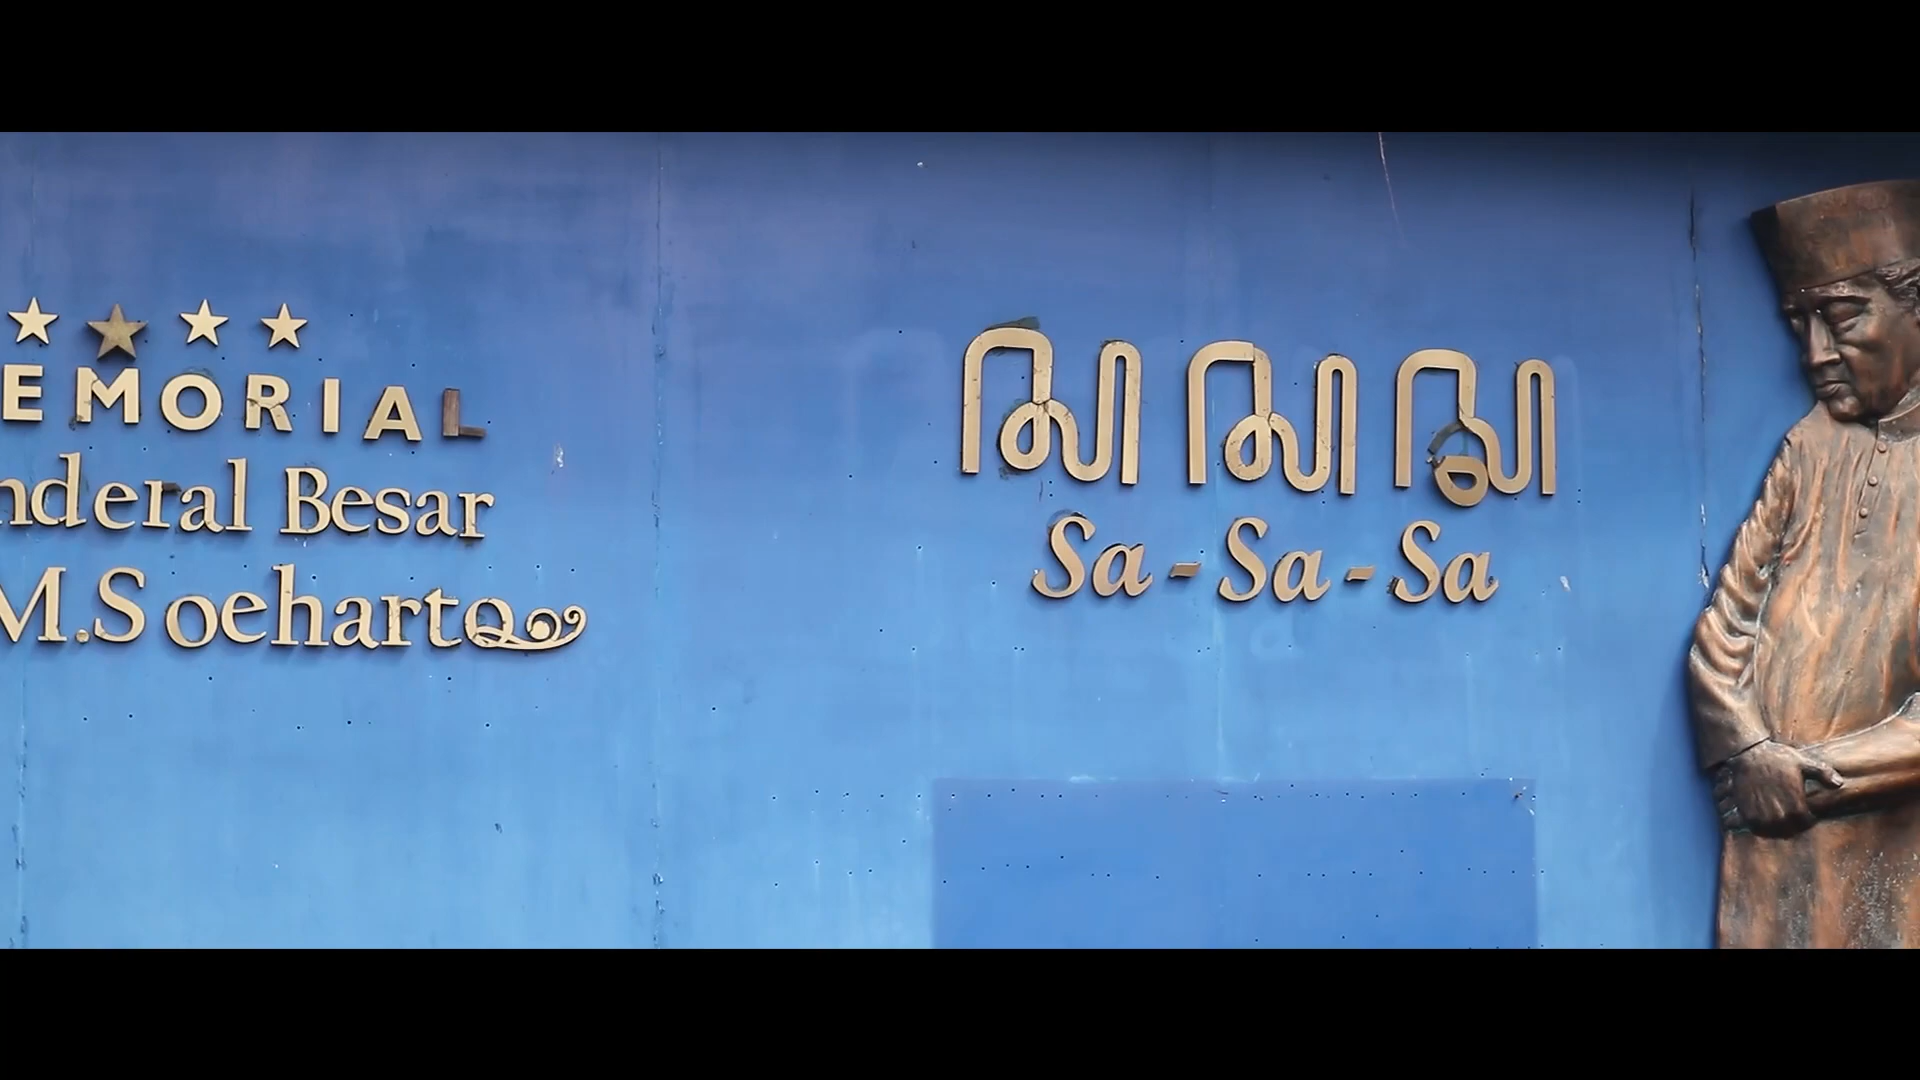 EMORIAL
nderal Besar
M.Soeharto
ꦱꦱꦱ
Sa - Sa - Sa